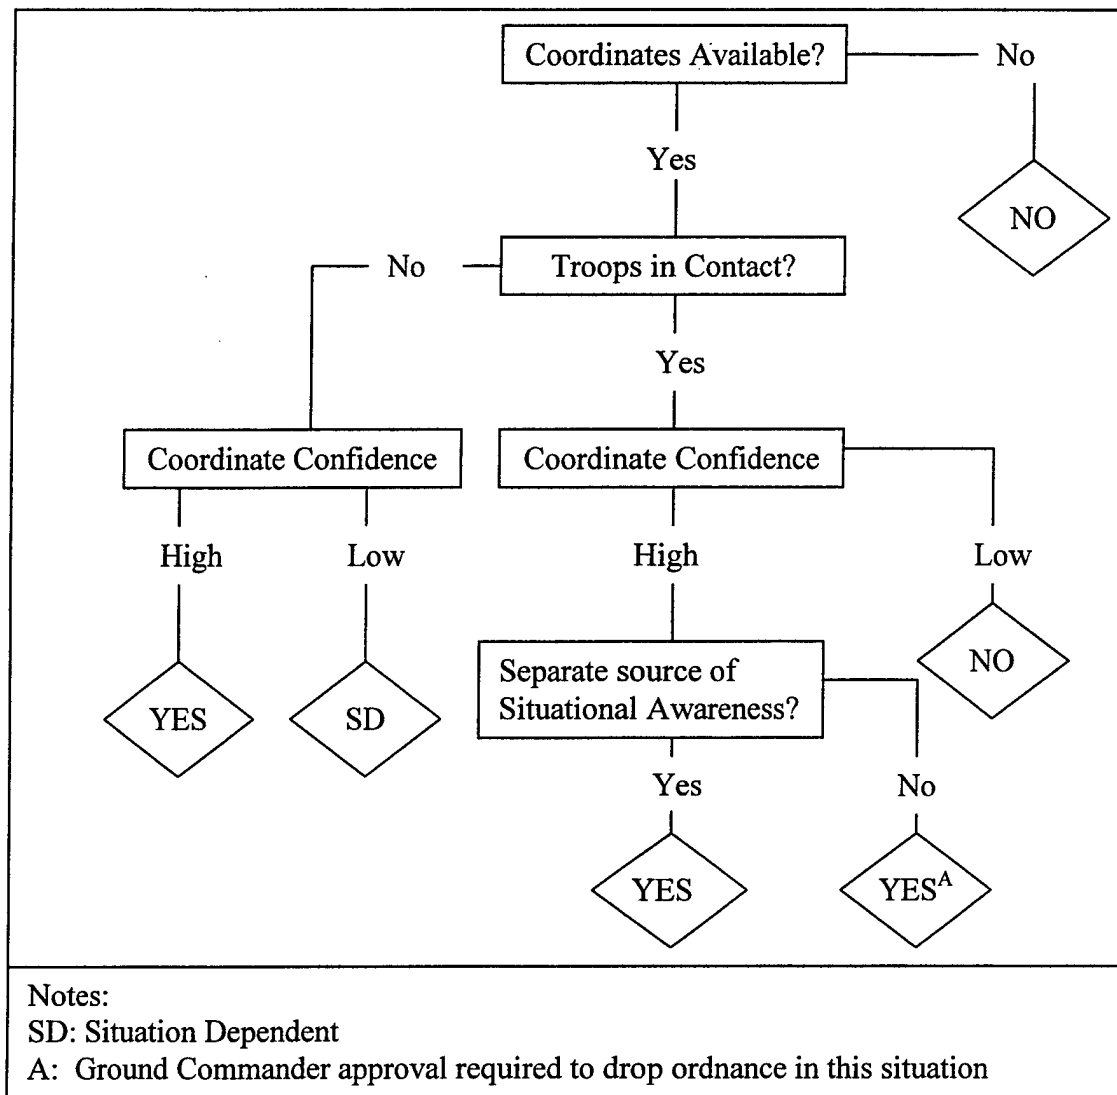 Coordinates Available?
No
Yes
NO
No
Troops in Contact?
Yes
Coordinate Confidence
Coordinate Confidence
High
Low
High
Low
Separate source of
Situational Awareness?
NO
YES
SD
Yes
No
YES
YES^A
Notes:
SD: Situation Dependent
A: Ground Commander approval required to drop ordnance in this situation